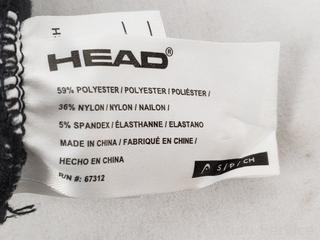 H
HEAD®
59% POLYESTER / POLYESTER / POLIÉSTER /
36% NYLON / NYLON / NAILON /
5% SPANDEX / ÉLASTHANNE / ELASTANO
MADE IN CHINA / FABRIQUÉ EN CHINE /
HECHO EN CHINA
P/N #: 67312
S / P / CH